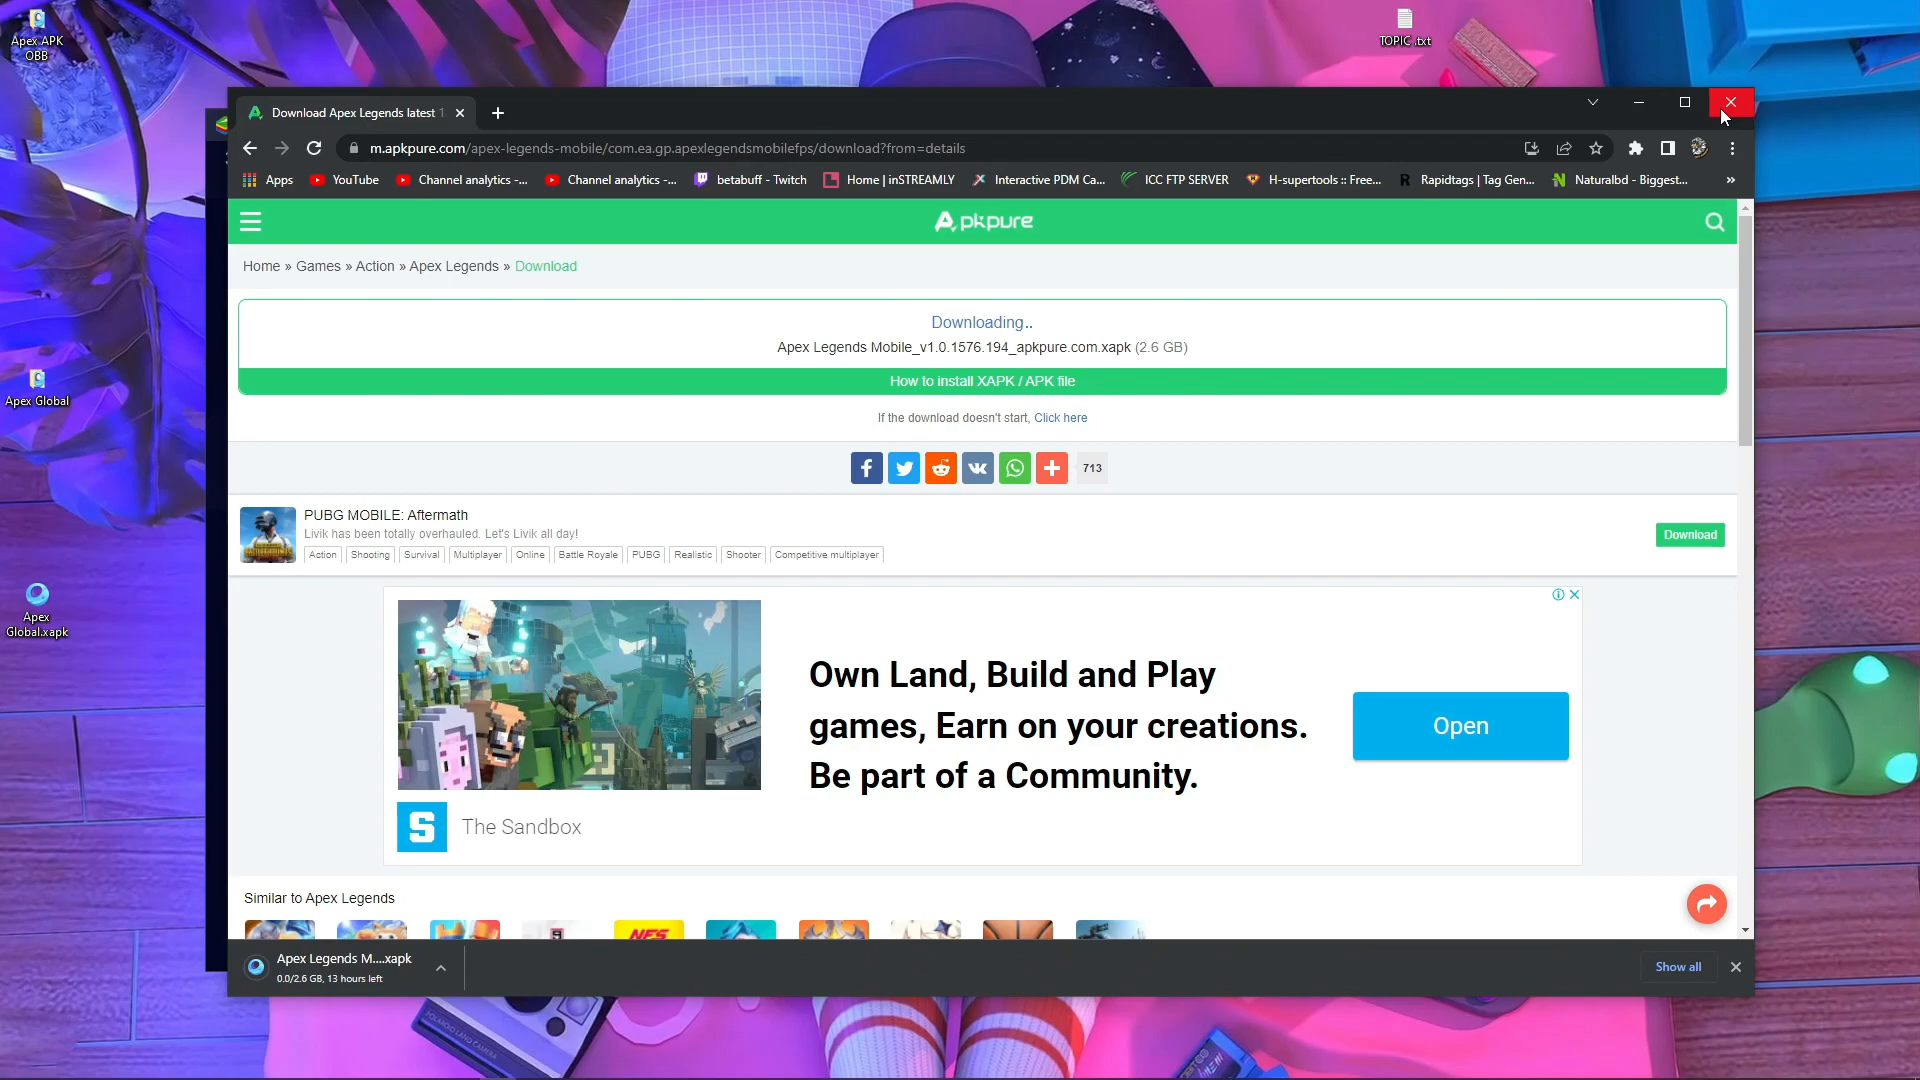 Apex APK
OBB
TOPIC .txt
Download Apex Legends latest 1
m.apkpure.com/apex-legends-mobile/com.ea.gp.apexlegendsmobilefps/download?from=details
Apps
YouTube
Channel analytics -...
Channel analytics -...
betabuff - Twitch
Home | inSTREAMLY
Interactive PDM Ca...
ICC FTP SERVER
H-supertools :: Free...
Rapidtags | Tag Gen...
Naturalbd - Biggest...
»
Apkpure
Home » Games » Action » Apex Legends » Download
Downloading..
Apex Legends Mobile_v1.0.1576.194_apkpure.com.xapk (2.6 GB)
How to install XAPK / APK file
Apex Global
If the download doesn't start, Click here
713
PUBG MOBILE: Aftermath
Livik has been totally overhauled. Let's Livik all day!
Action Shooting Survival Multiplayer Online Battle Royale PUBG Realistic Shooter Competitive multiplayer
Download
Apex
Global.xapk
Own Land, Build and Play
games, Earn on your creations.
Be part of a Community.
Open
S
The Sandbox
Similar to Apex Legends
NFS
Apex Legends M....xapk
0.0/2.6 GB, 13 hours left
Show all
POLAROID LAND CAMERA